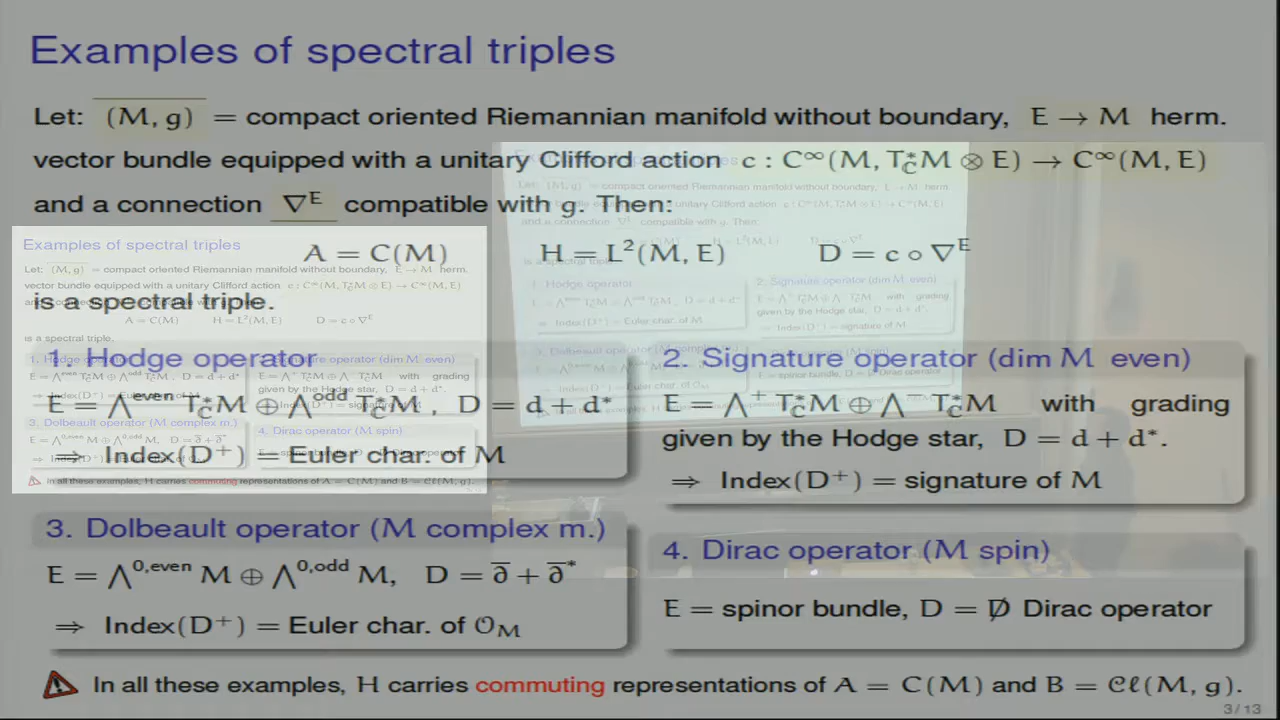 Examples of spectral triples
Let: (M, g) = compact oriented Riemannian manifold without boundary, E → M herm.
vector bundle equipped with a unitary Clifford action c : C^∞(M, T*_ℂM ⊗ E) → C^∞(M, E)
and a connection ∇^E compatible with g. Then:
A = C(M) H = L²(M, E) D = c ∘ ∇^E
is a spectral triple.
1. Hodge operator
E = ⋀^even T*_ℂM ⊕ ⋀^odd T*_ℂM , D = d + d*
⇒ Index(D⁺) = Euler char. of M
2. Signature operator (dim M even)
E = ⋀⁺ T*_ℂM ⊕ ⋀ T*_ℂM with grading
given by the Hodge star, D = d + d*.
⇒ Index(D⁺) = signature of M
3. Dolbeault operator (M complex m.)
E = ⋀^0,even M ⊕ ⋀^0,odd M, D = ∂̄ + ∂̄*
⇒ Index(D⁺) = Euler char. of 𝒪_M
4. Dirac operator (M spin)
E = spinor bundle, D = D̸ Dirac operator
In all these examples, H carries commuting representations of A = C(M) and B = 𝒞ℓ(M, g).
3 / 13